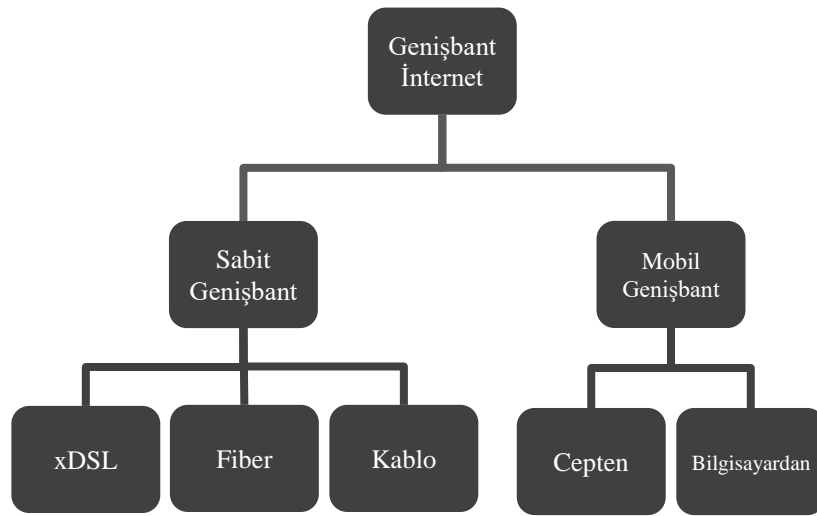 Genişbant
İnternet
Sabit
Genişbant
Mobil
Genişbant
xDSL
Fiber
Kablo
Cepten
Bilgisayardan